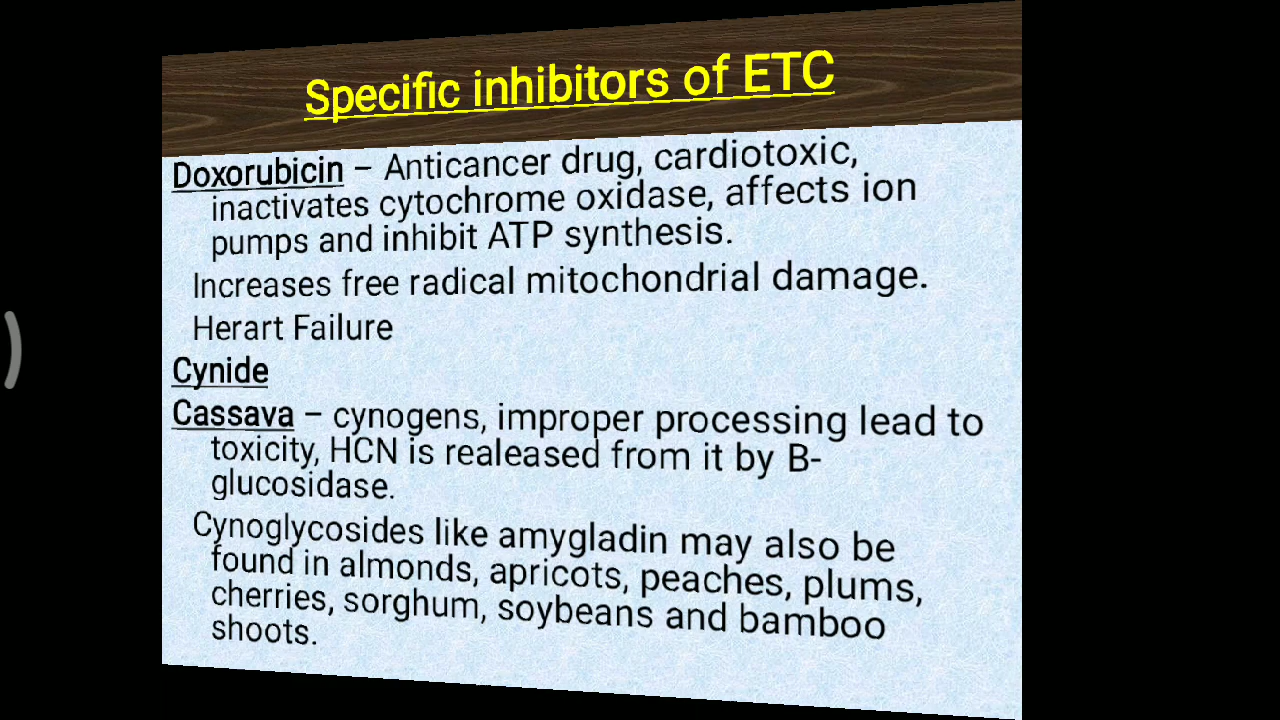 Specific inhibitors of ETC
Doxorubicin – Anticancer drug, cardiotoxic,
inactivates cytochrome oxidase, affects ion
pumps and inhibit ATP synthesis.
Increases free radical mitochondrial damage.
Herart Failure
Cynide
Cassava – cynogens, improper processing lead to
toxicity, HCN is realeased from it by B-
glucosidase.
Cynoglycosides like amygladin may also be
found in almonds, apricots, peaches, plums,
cherries, sorghum, soybeans and bamboo
shoots.